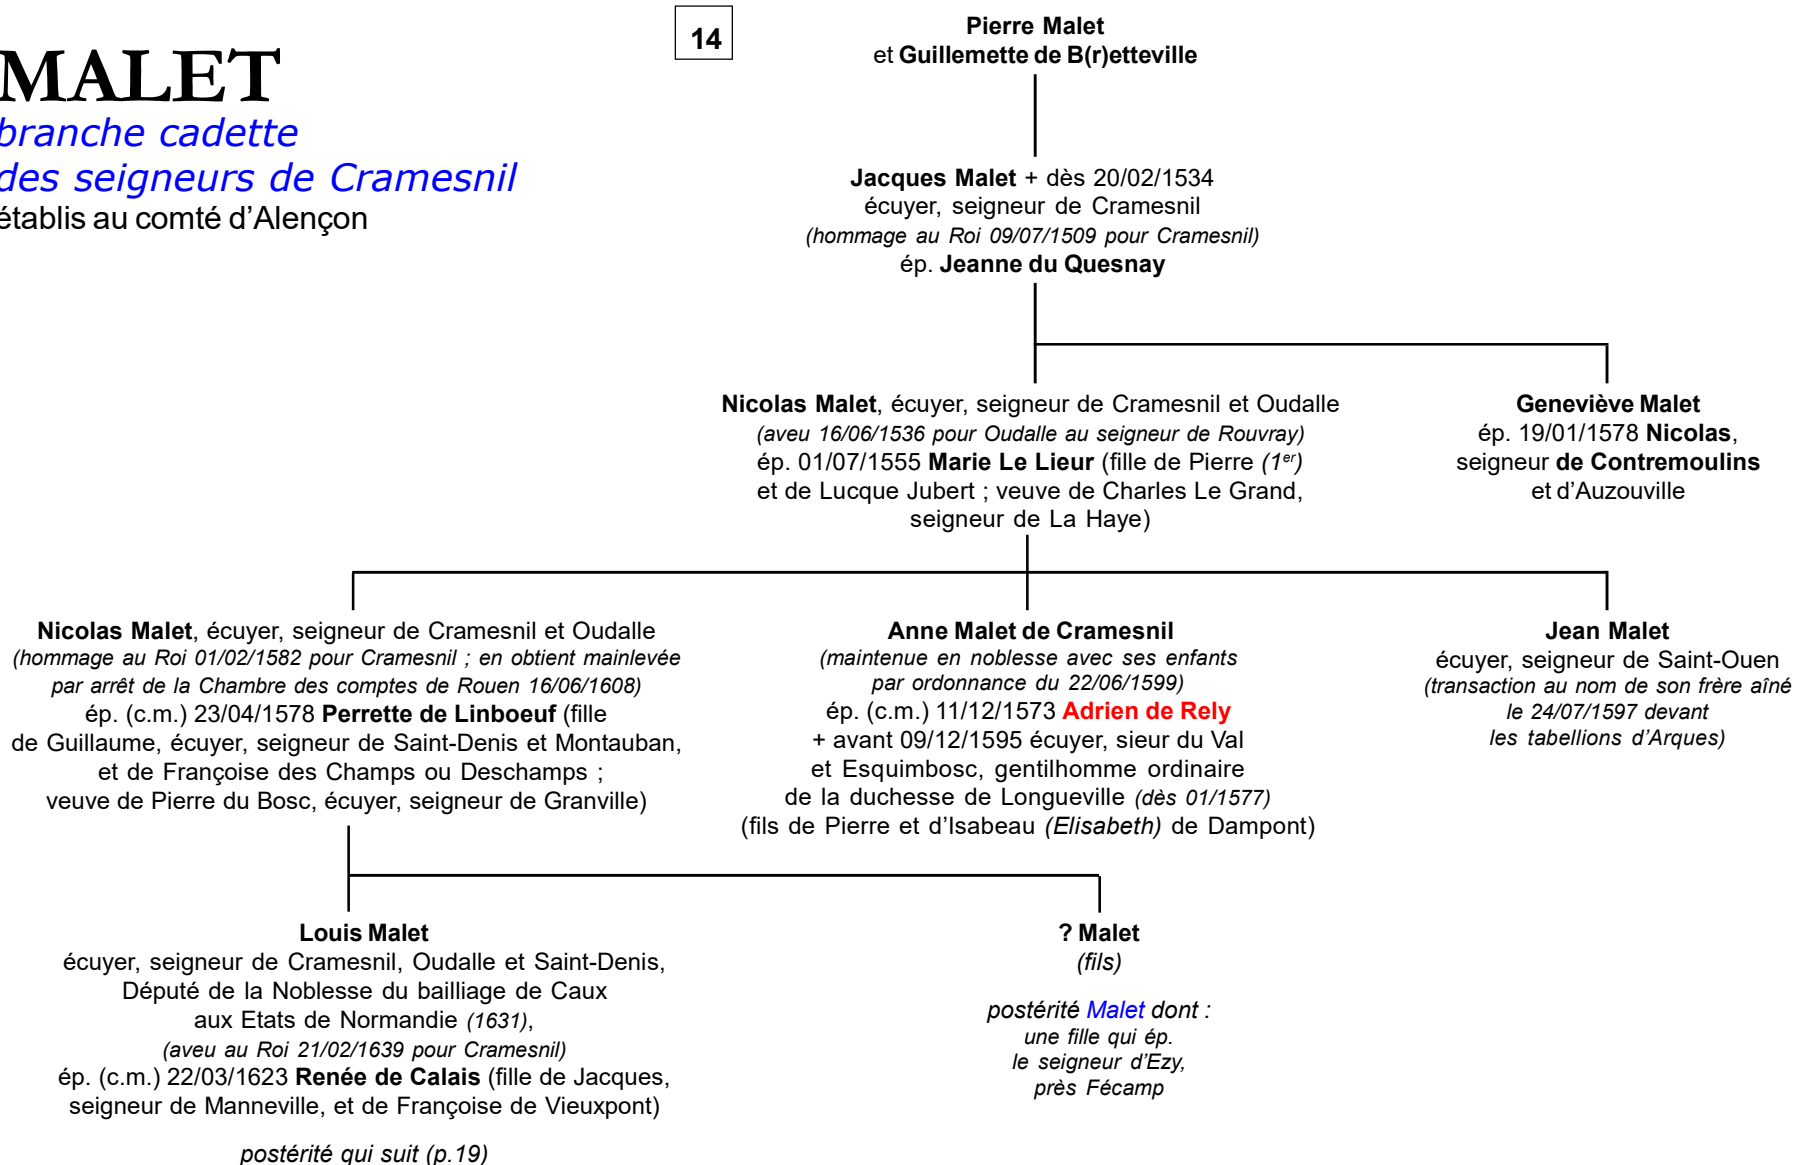 MALET
branche cadette
des seigneurs de Cramesnil
établis au comté d'Alençon
14
Pierre Malet
et Guillemette de B(r)etteville
Jacques Malet + dès 20/02/1534
écuyer, seigneur de Cramesnil
(hommage au Roi 09/07/1509 pour Cramesnil)
ép. Jeanne du Quesnay
Nicolas Malet, écuyer, seigneur de Cramesnil et Oudalle
(aveu 16/06/1536 pour Oudalle au seigneur de Rouvray)
ép. 01/07/1555 Marie Le Lieur (fille de Pierre (1er)
et de Lucque Jubert ; veuve de Charles Le Grand,
seigneur de La Haye)
Geneviève Malet
ép. 19/01/1578 Nicolas,
seigneur de Contremoulins
et d'Auzouville
Nicolas Malet, écuyer, seigneur de Cramesnil et Oudalle
(hommage au Roi 01/02/1582 pour Cramesnil ; en obtient mainlevée
par arrêt de la Chambre des comptes de Rouen 16/06/1608)
ép. (c.m.) 23/04/1578 Perrette de Linboeuf (fille
de Guillaume, écuyer, seigneur de Saint-Denis et Montauban,
et de Françoise des Champs ou Deschamps ;
veuve de Pierre du Bosc, écuyer, seigneur de Granville)
Anne Malet de Cramesnil
(maintenue en noblesse avec ses enfants
par ordonnance du 22/06/1599)
ép. (c.m.) 11/12/1573 Adrien de Rely
+ avant 09/12/1595 écuyer, sieur du Val
et Esquimbosc, gentilhomme ordinaire
de la duchesse de Longueville (dès 01/1577)
(fils de Pierre et d'Isabeau (Elisabeth) de Dampont)
Jean Malet
écuyer, seigneur de Saint-Ouen
(transaction au nom de son frère aîné
le 24/07/1597 devant
les tabellions d'Arques)
Louis Malet
écuyer, seigneur de Cramesnil, Oudalle et Saint-Denis,
Député de la Noblesse du bailliage de Caux
aux Etats de Normandie (1631),
(aveu au Roi 21/02/1639 pour Cramesnil)
ép. (c.m.) 22/03/1623 Renée de Calais (fille de Jacques,
seigneur de Manneville, et de Françoise de Vieuxpont)
postérité qui suit (p.19)
? Malet
(fils)
postérité Malet dont :
une fille qui ép.
le seigneur d'Ezy,
près Fécamp